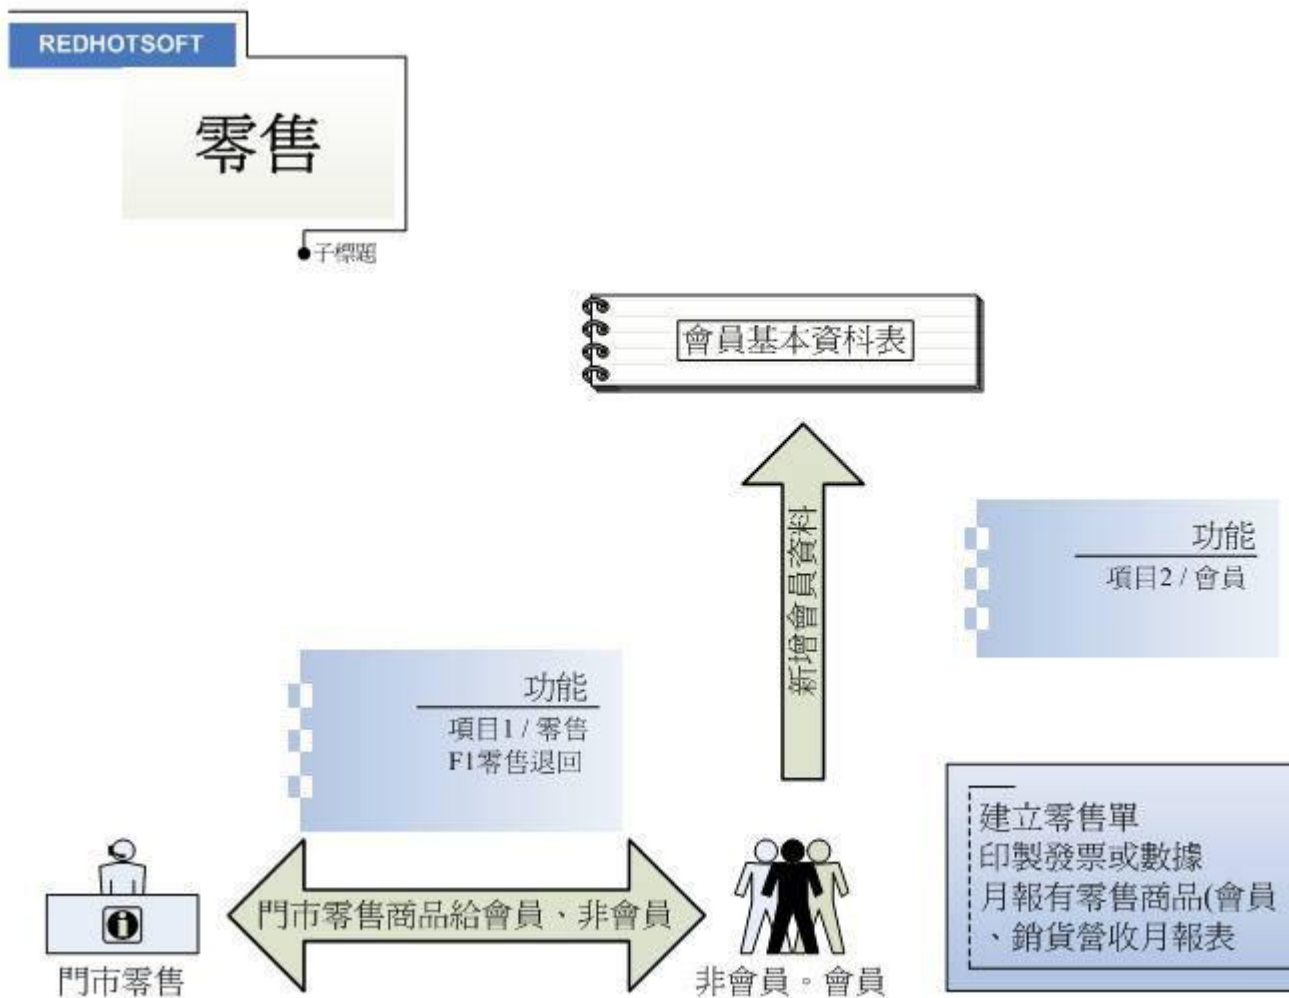 REDHOTSOFT
零售
子標題
會員基本資料表
新增會員資料
功能
項目2 / 會員
功能
項目1 / 零售
F1零售退回
建立零售單
印製發票或數據
月報有零售商品(會員
、銷貨營收月報表
門市零售商品給會員、非會員
門市零售
非會員。會員